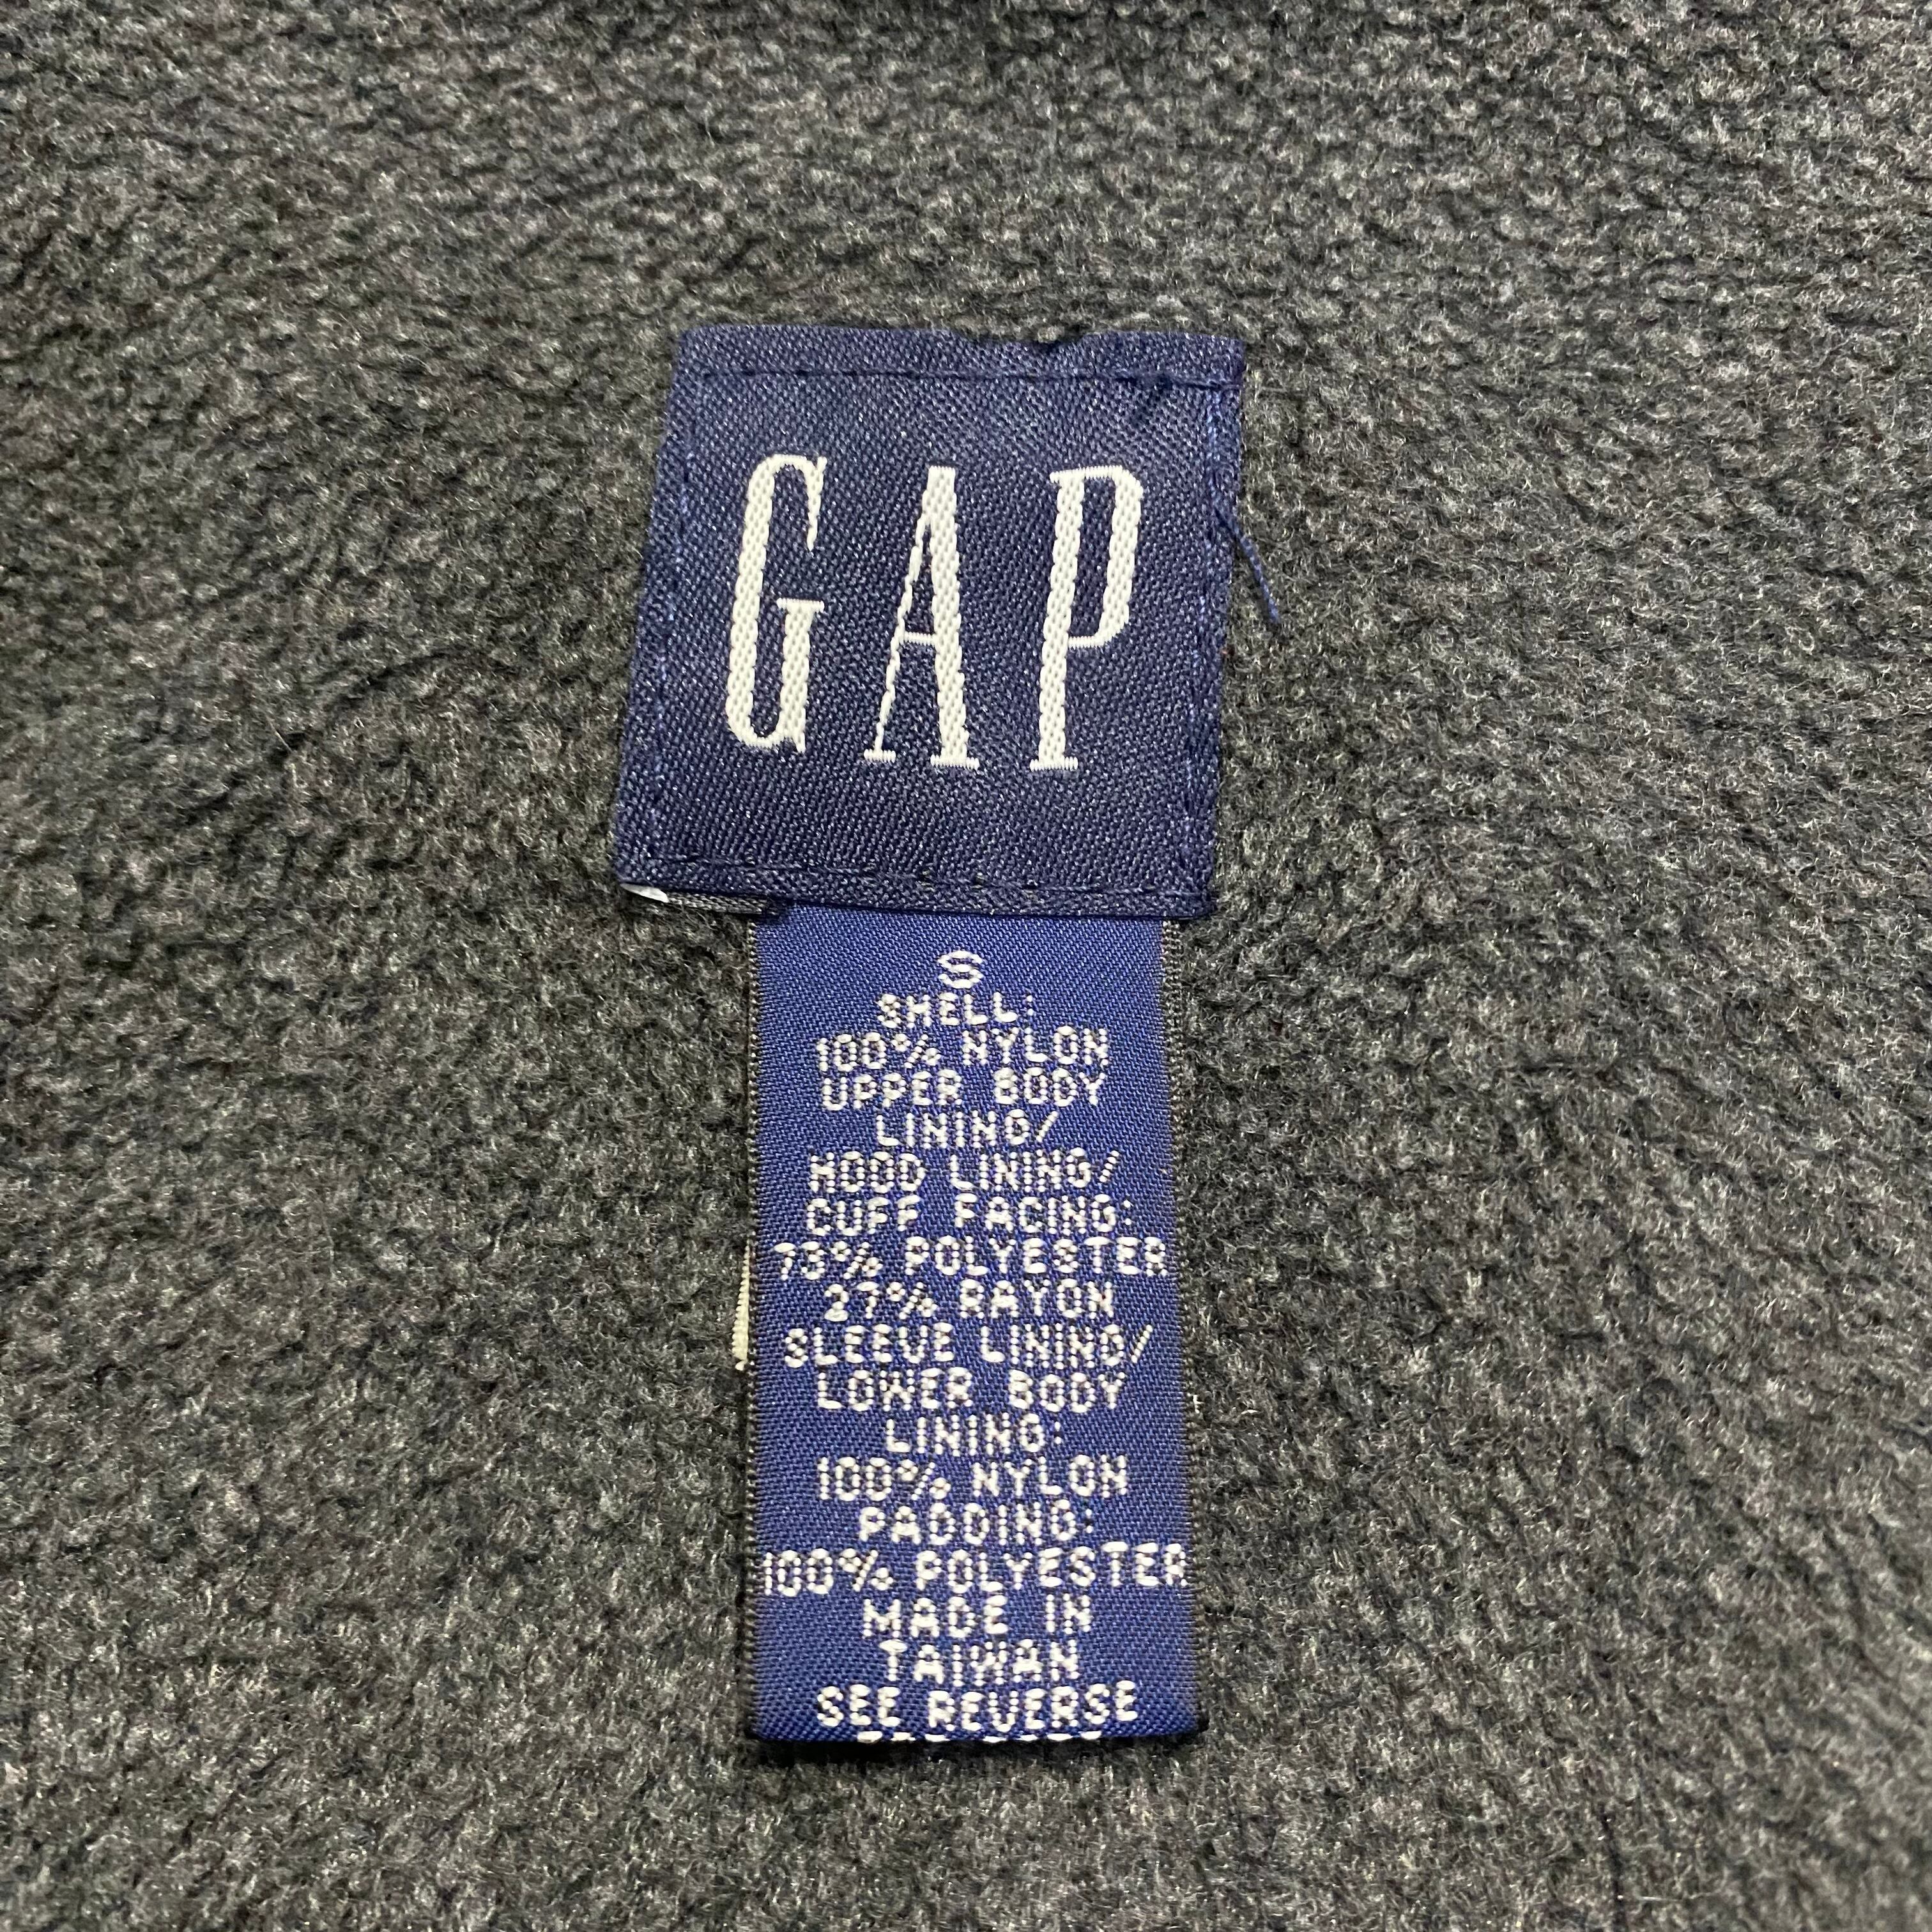 GAP
S
SHELL:
100% NYLON
UPPER BODY
LINING/
HOOD LINING/
CUFF FACING:
73% POLYESTER
27% RAYON
SLEEVE LINING/
LOWER BODY
LINING:
100% NYLON
PADDING:
100% POLYESTER
MADE IN
TAIWAN
SEE REVERSE